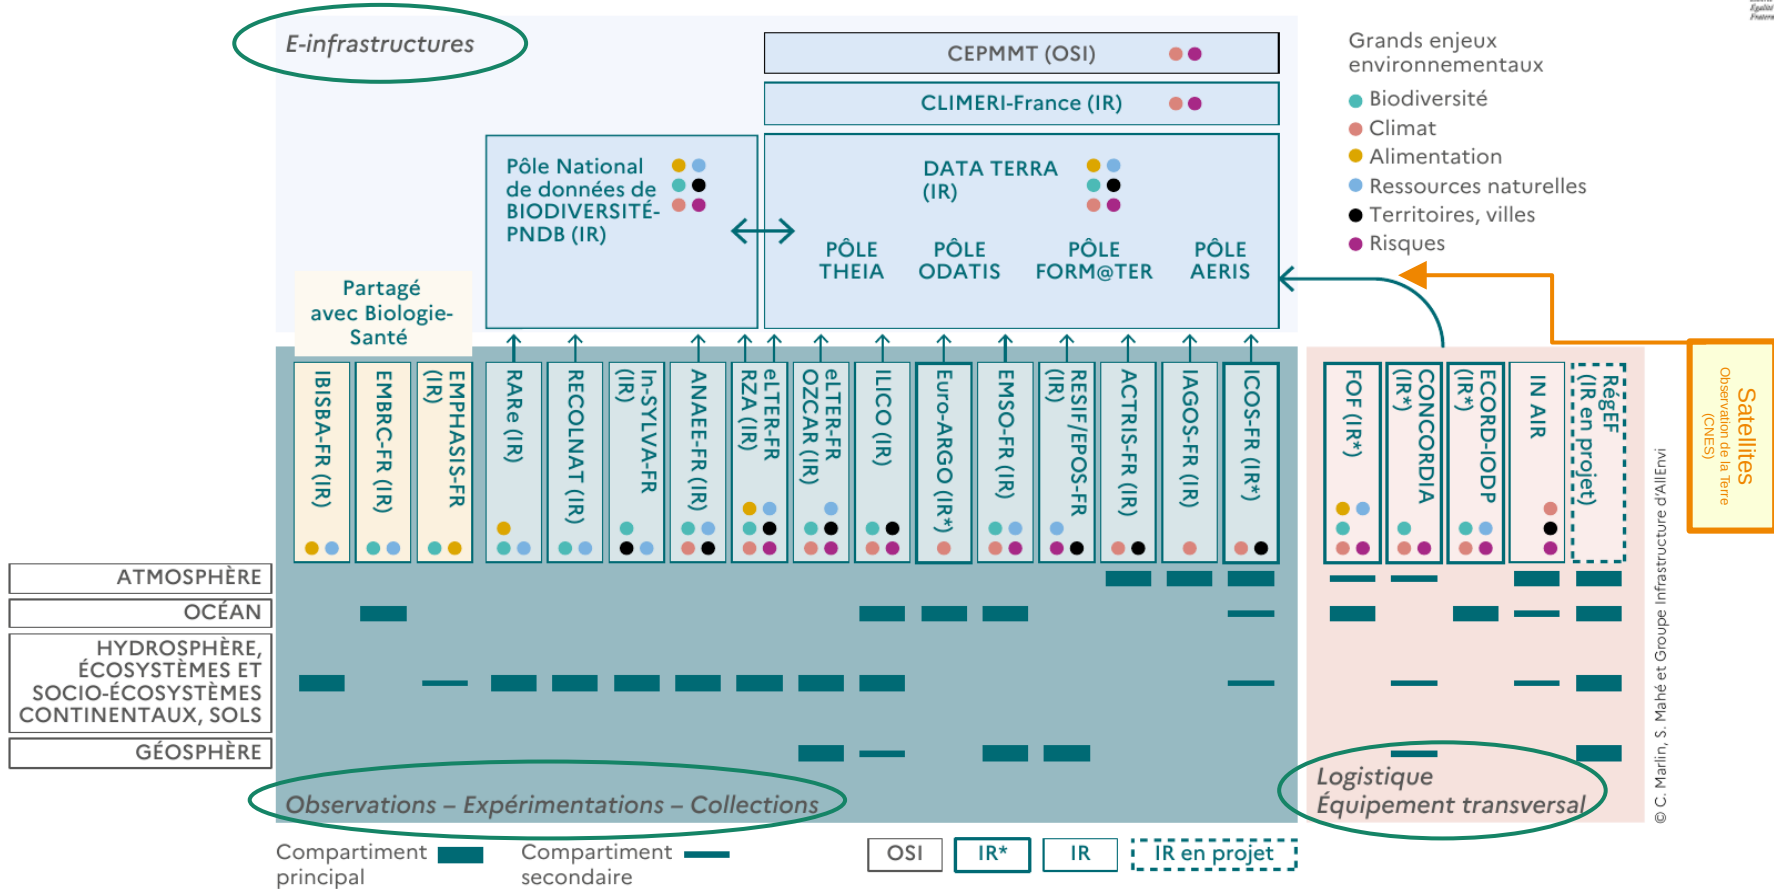 Égalité
Fraternité
E-infrastructures
CEPMMT (OSI)
CLIMERI-France (IR)
Pôle National
de données de
BIODIVERSITÉ-
PNDB (IR)
DATA TERRA
(IR)
PÔLE
THEIA
PÔLE
ODATIS
PÔLE
FORM@TER
PÔLE
AERIS
Grands enjeux
environnementaux
Biodiversité
Climat
Alimentation
Ressources naturelles
Territoires, villes
Risques
Partagé
avec Biologie-
Santé
IBISBA-FR (IR)
EMBRC-FR (IR)
EMPHASIS-FR
(IR)
RARe (IR)
RECOLNAT (IR)
In-SYLVA-FR
(IR)
ANAEE-FR (IR)
eLTER-FR
RZA (IR)
eLTER-FR
OZCAR (IR)
ILICO (IR)
Euro-ARGO (IR*)
EMSO-FR (IR)
RESIF/EPOS-FR
(IR)
ACTRIS-FR (IR)
IAGOS-FR (IR)
ICOS-FR (IR*)
FOF (IR*)
CONCORDIA
(IR*)
ECORD-IODP
(IR*)
IN AIR
RégEF
(IR en projet)
Satellites
Observation de la Terre
(CNES)
ATMOSPHÈRE
OCÉAN
HYDROSPHÈRE,
ÉCOSYSTÈMES ET
SOCIO-ÉCOSYSTÈMES
CONTINENTAUX, SOLS
GÉOSPHÈRE
Observations – Expérimentations – Collections
Logistique
Équipement transversal
© C. Marlin, S. Mahé et Groupe Infrastructure d'AllEnvi
Compartiment
principal
Compartiment
secondaire
OSI
IR*
IR
IR en projet